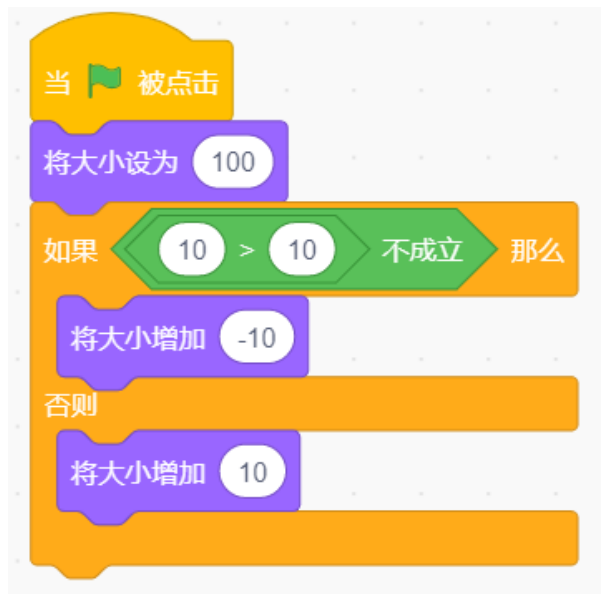 当 被点击
将大小设为 100
如果 10 > 10 不成立 那么
将大小增加 -10
否则
将大小增加 10